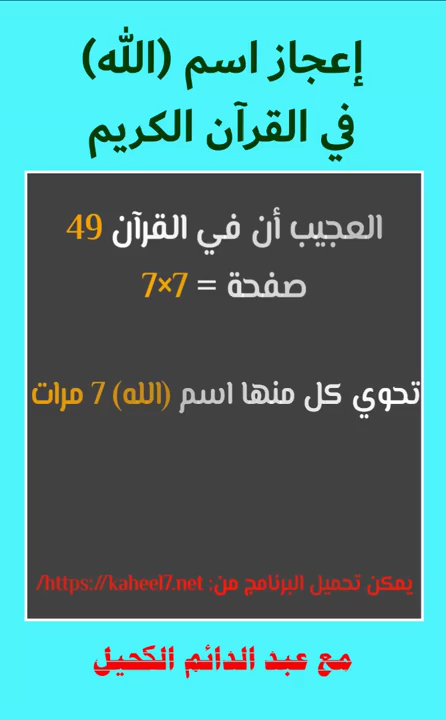 إعجاز اسم (الله)
في القرآن الكريم
العجيب أن في القرآن 49
صفحة = 7×7
تحوي كل منها اسم (الله) 7 مرات
يمكن تحميل البرنامج من: https://kaheel7.net/
مع عبد الدائم الكحيل